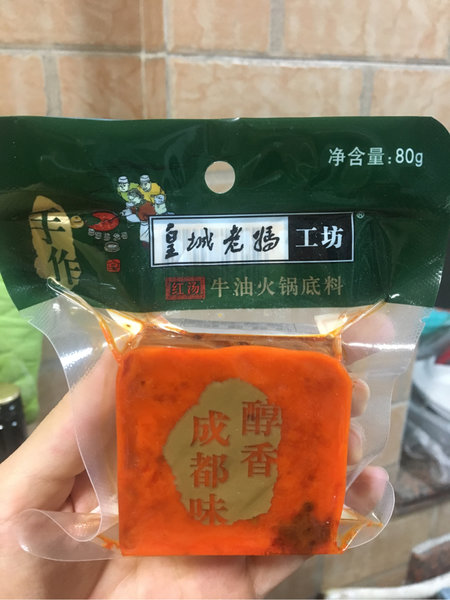 净含量:80g
手作
皇城老妈 工坊
红汤 牛油火锅底料
醇香
成都味